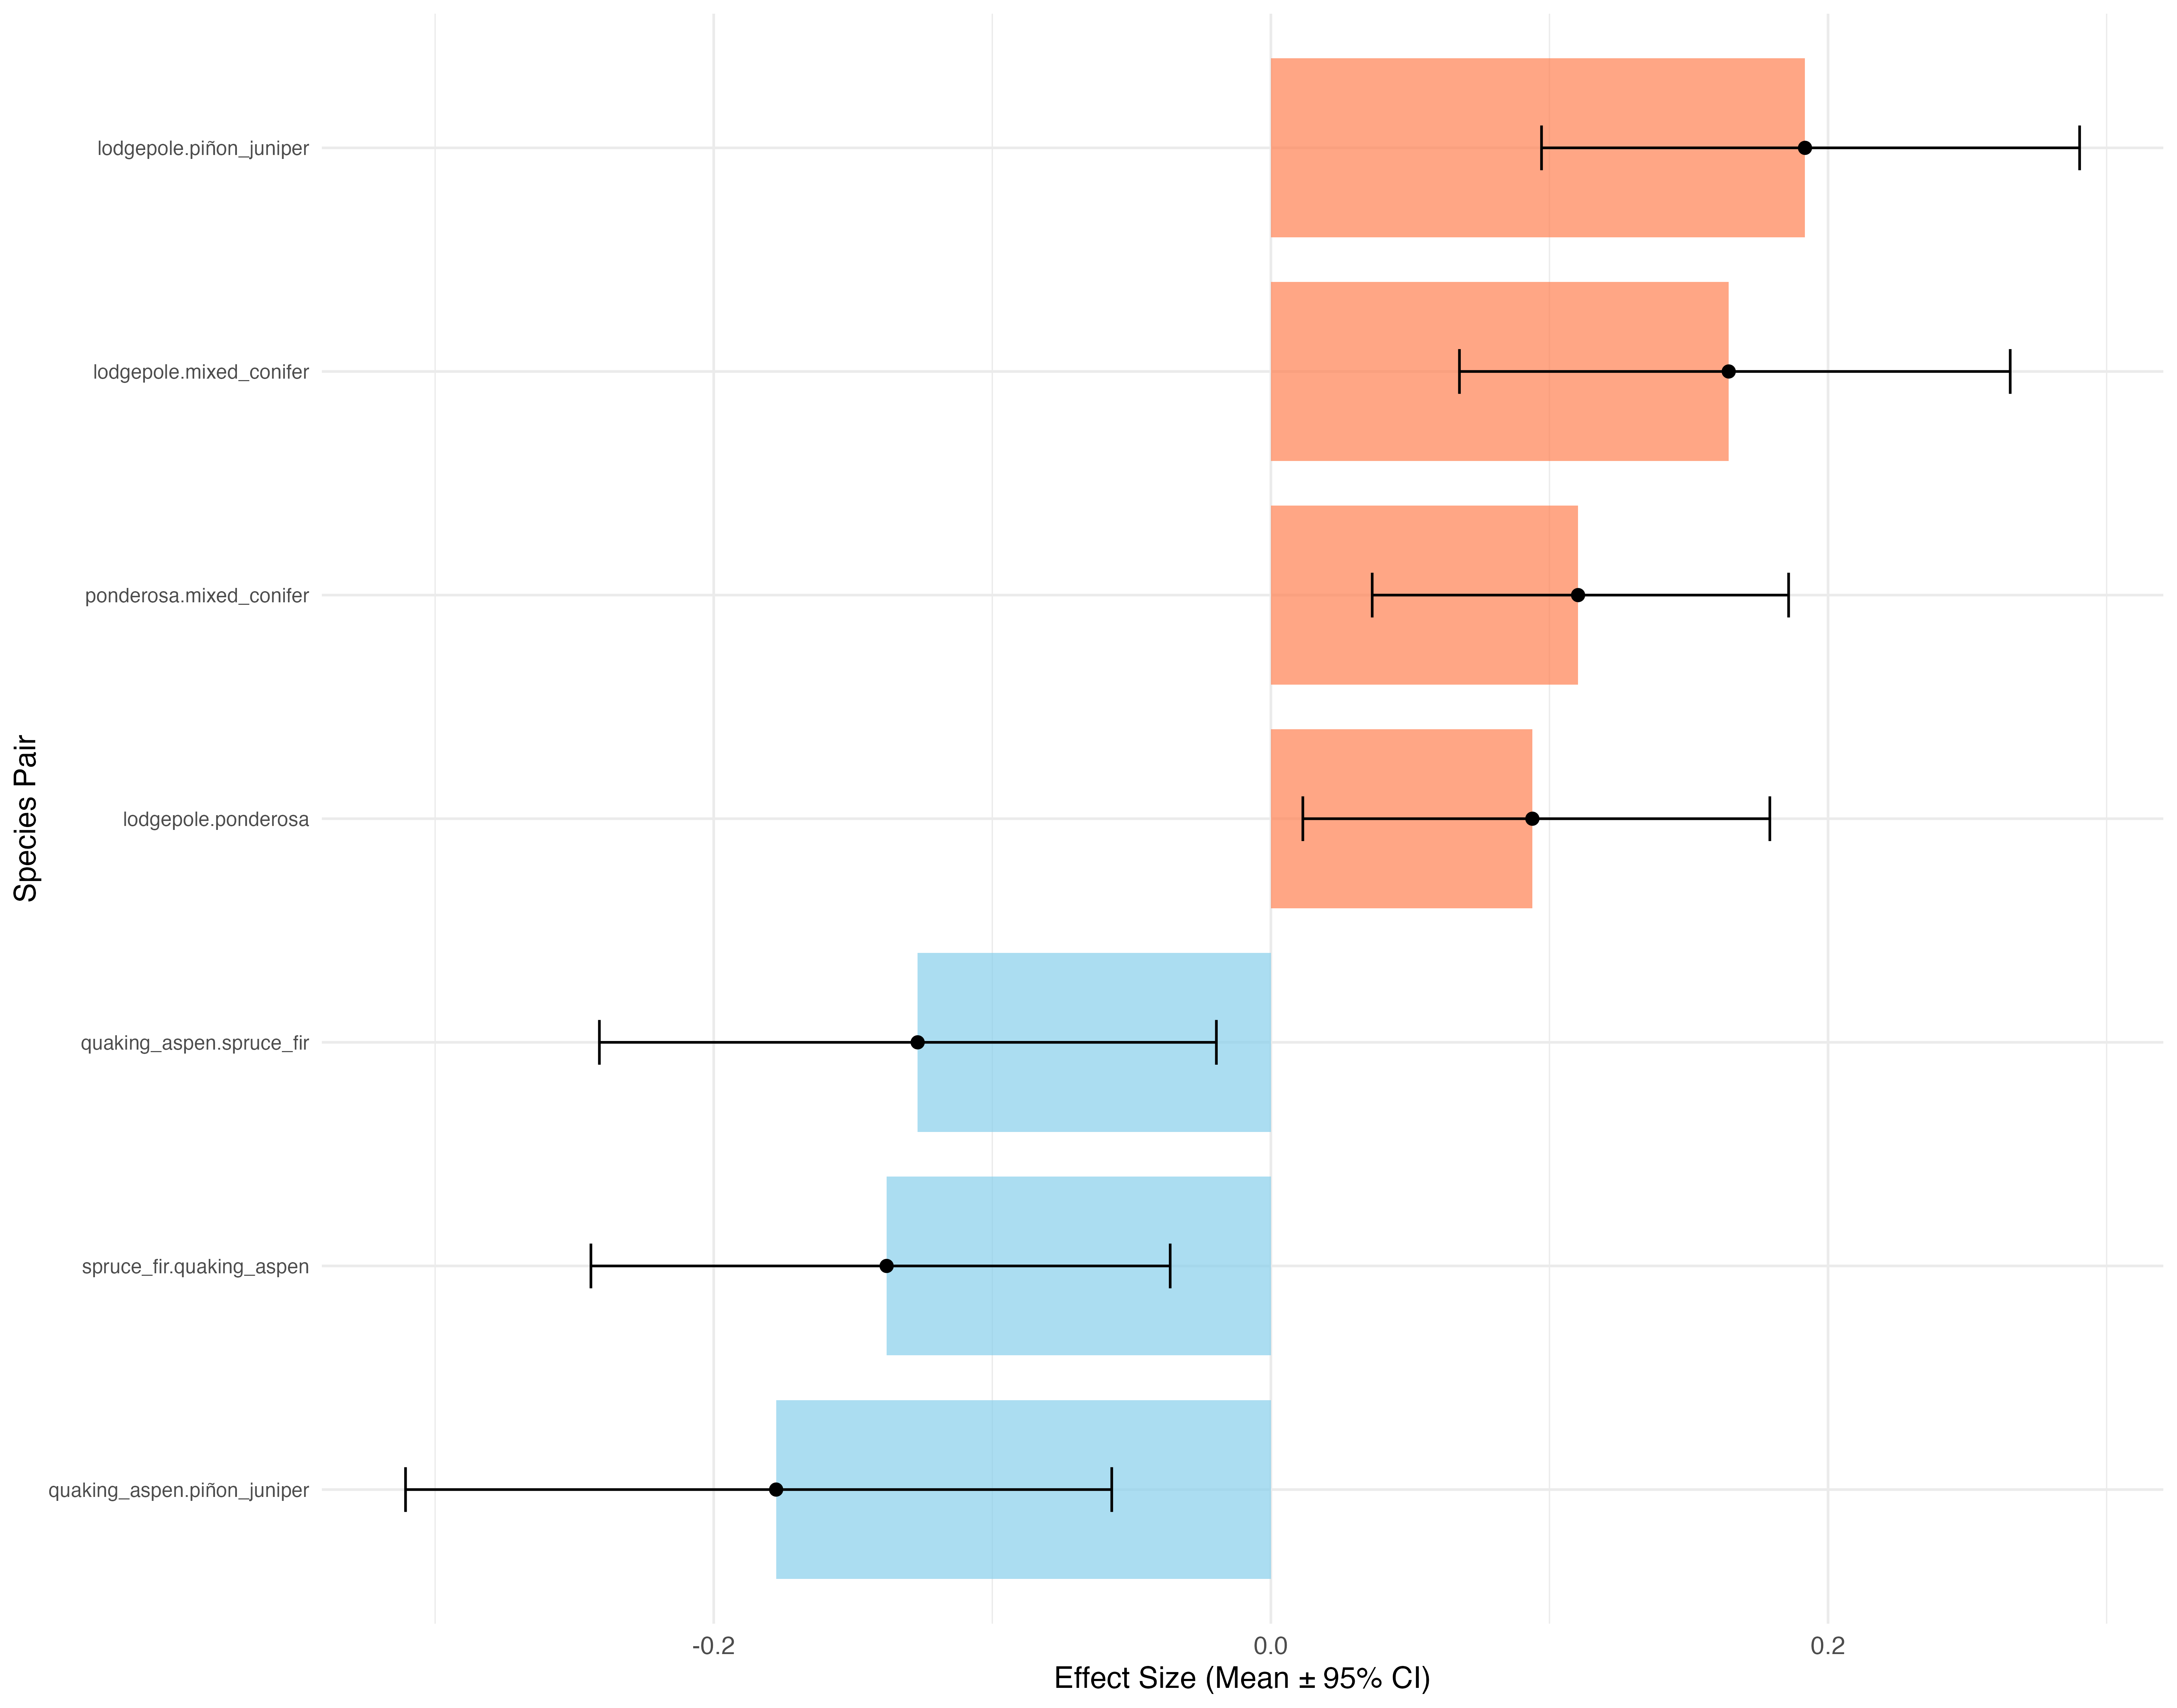 lodgepole.piñon_juniper
lodgepole.mixed_conifer
ponderosa.mixed_conifer
lodgepole.ponderosa
quaking_aspen.spruce_fir
spruce_fir.quaking_aspen
quaking_aspen.piñon_juniper
Species Pair
-0.2 0.0 0.2
Effect Size (Mean ± 95% CI)